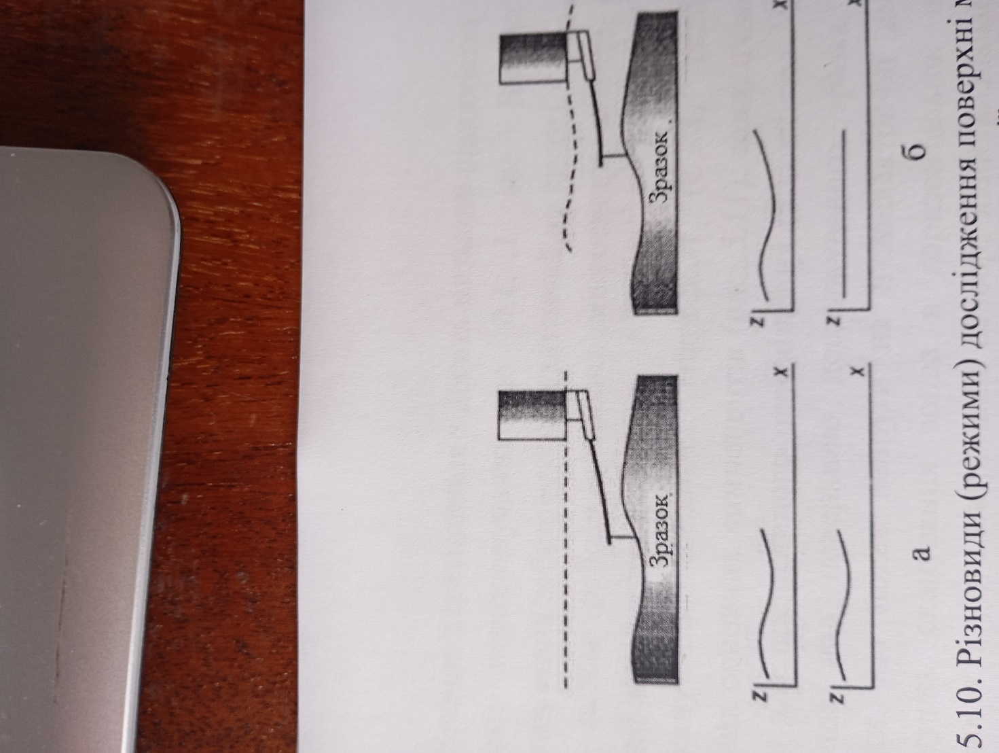 Зразок
Зразок
z
x
z
x
z
x
z
а
б
5.10. Різновиди (режими) дослідження поверхні